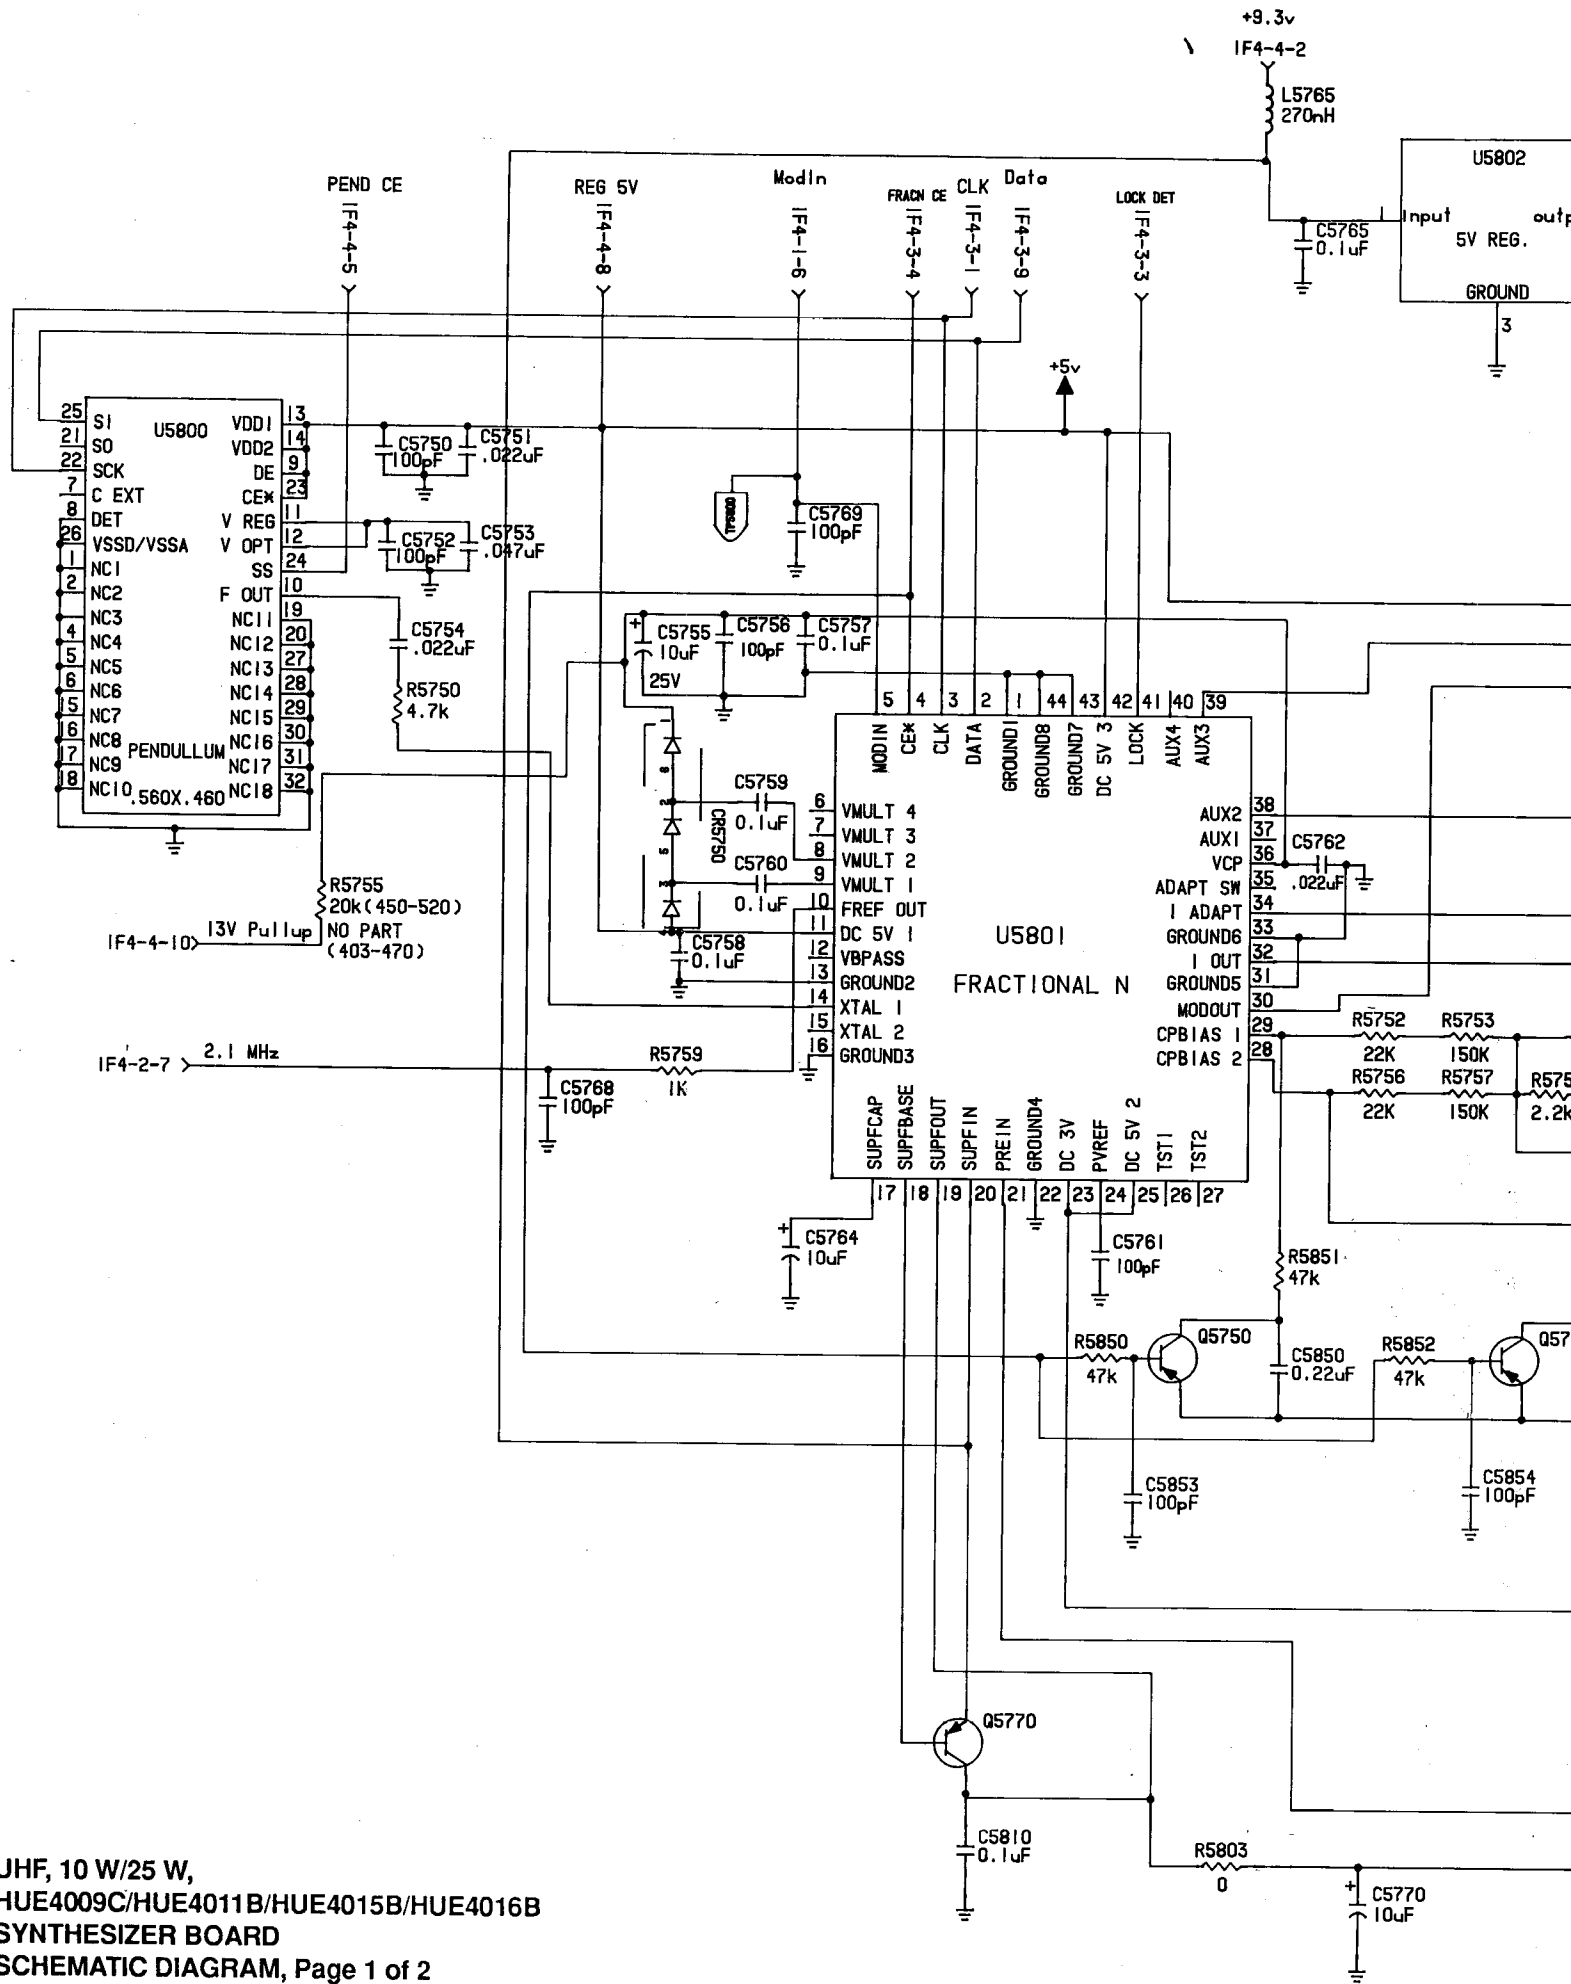 +9.3v
IF4-4-2
L5765
270nH
U5802
Input
outp
5V REG.
1
GROUND
3
C5765
0.1uF
PEND CE
IF4-4-5
REG 5V
IF4-4-8
ModIn
IF4-1-6
FRACN CE
IF4-3-4
CLK
IF4-3-1
Data
IF4-3-9
LOCK DET
IF4-3-3
+5v
U5800
25 SI
21 SO
22 SCK
7 C EXT
8 DET
26 VSSD/VSSA
1 NC1
2 NC2
NC3
4 NC4
5 NC5
6 NC6
15 NC7
16 NC8
17 NC9
18 NC10
PENDULLUM
.560X.460
VDD1 13
VDD2 14
DE 9
CE* 23
V REG 11
V OPT 12
SS 24
F OUT 10
NC11 19
NC12 20
NC13 27
NC14 28
NC15 29
NC16 30
NC17 31
NC18 32
C5750
100pF
C5751
.022uF
C5752
100pF
C5753
.047uF
C5754
.022uF
R5750
4.7k
TP5800
C5769
100pF
+
C5755
10uF
25V
C5756
100pF
C5757
0.1uF
R5755
20k(450-520)
NO PART
(403-470)
IF4-4-10
13V Pullup
1
6
2
5
3
4
CR5750
C5759
0.1uF
C5760
0.1uF
C5758
0.1uF
IF4-2-7
2.1 MHz
C5768
100pF
R5759
1K
U5801
FRACTIONAL N
5 MODIN
4 CE*
3 CLK
2 DATA
1 GROUND1
44 GROUND8
43 GROUND7
42 DC 5V 3
41 LOCK
40 AUX4
39 AUX3
6 VMULT 4
7 VMULT 3
8 VMULT 2
9 VMULT 1
10 FREF OUT
11 DC 5V 1
12 VBPASS
13 GROUND2
14 XTAL 1
15 XTAL 2
16 GROUND3
AUX2 38
AUX1 37
VCP 36
ADAPT SW 35
I ADAPT 34
GROUND6 33
I OUT 32
GROUND5 31
MODOUT 30
CPBIAS 1 29
CPBIAS 2 28
SUPFCAP 17
SUPFBASE 18
SUPFOUT 19
SUPFIN 20
PREIN 21
GROUND4 22
DC 3V 23
PVREF 24
DC 5V 2 25
TST1 26
TST2 27
C5762
.022uF
R5752
22K
R5753
150K
R5756
22K
R5757
150K
R575
2.2k
+
C5764
10uF
C5761
100pF
R5851
47k
R5850
47k
Q5750
C5850
0.22uF
R5852
47k
Q57
C5853
100pF
C5854
100pF
Q5770
C5810
0.1uF
R5803
0
+
C5770
10uF
UHF, 10 W/25 W,
HUE4009C/HUE4011B/HUE4015B/HUE4016B
SYNTHESIZER BOARD
SCHEMATIC DIAGRAM, Page 1 of 2